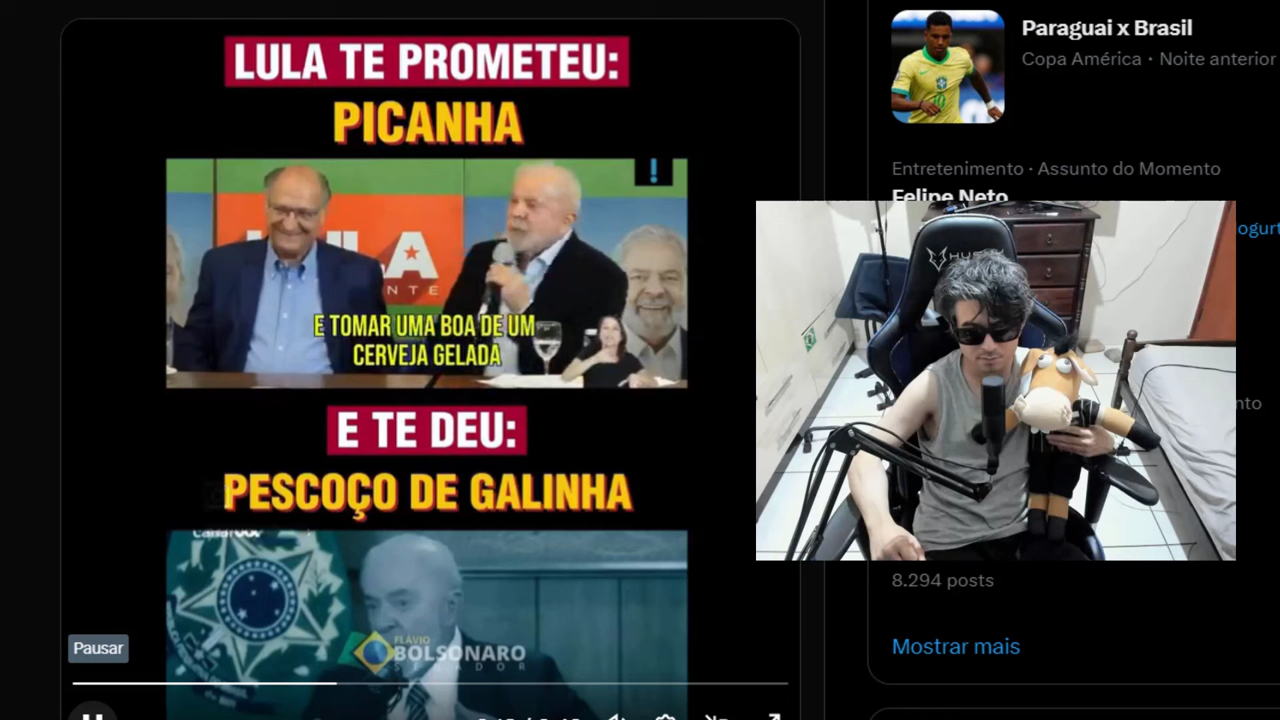 LULA TE PROMETEU:
PICANHA
E TOMAR UMA BOA DE UM
CERVEJA GELADA
E TE DEU:
PESCOÇO DE GALINHA
FLÁVIO
BOLSONARO
SENADOR
Pausar
Paraguai x Brasil
Copa América · Noite anterior
Entretenimento · Assunto do Momento
Felipe Neto
8.294 posts
Mostrar mais